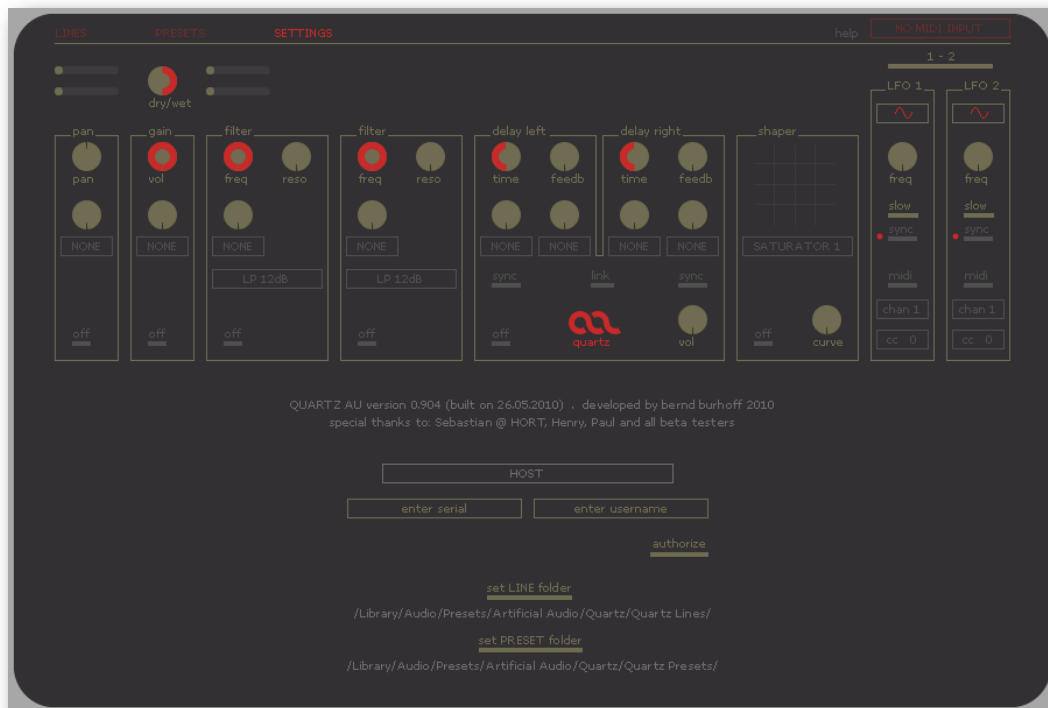 LINES PRESETS SETTINGS help NO MIDI INPUT
1 - 2
dry/wet
LFO 1 LFO 2
pan gain filter filter delay left delay right shaper
pan vol freq reso freq reso time feedb time feedb freq freq
slow slow
sync sync
NONE NONE NONE NONE NONE NONE NONE NONE SATURATOR 1
LP 12dB LP 12dB sync link sync midi midi
chan 1 chan 1
off off off off off quartz vol off curve cc 0 cc 0
QUARTZ AU version 0.904 (built on 26.05.2010) . developed by bernd burhoff 2010
special thanks to: Sebastian @ HORT, Henry, Paul and all beta testers
HOST
enter serial enter username
authorize
set LINE folder
/Library/Audio/Presets/Artificial Audio/Quartz/Quartz Lines/
set PRESET folder
/Library/Audio/Presets/Artificial Audio/Quartz/Quartz Presets/